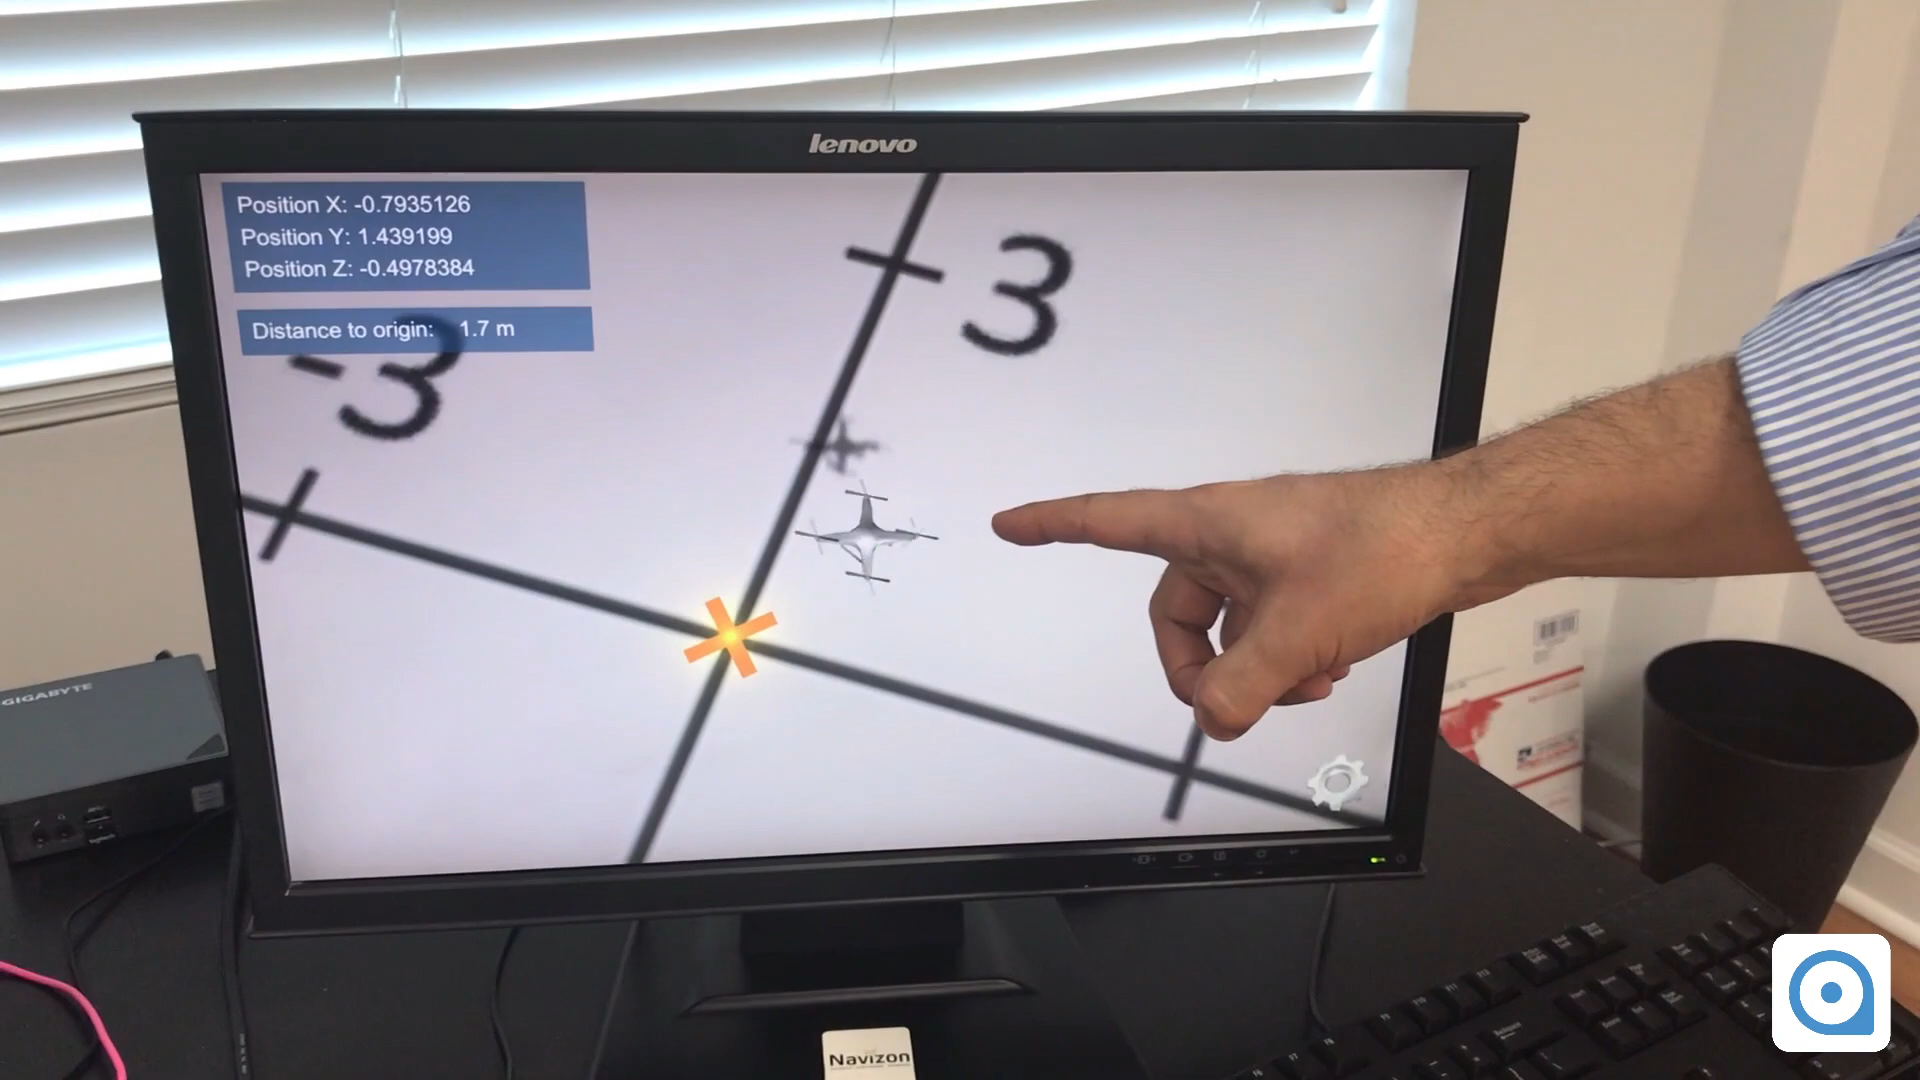 lenovo
Position X: -0.7935126
Position Y: 1.439199
Position Z: -0.4978384
Distance to origin: 1.7 m
3
-3
GIGABYTE
Navizon